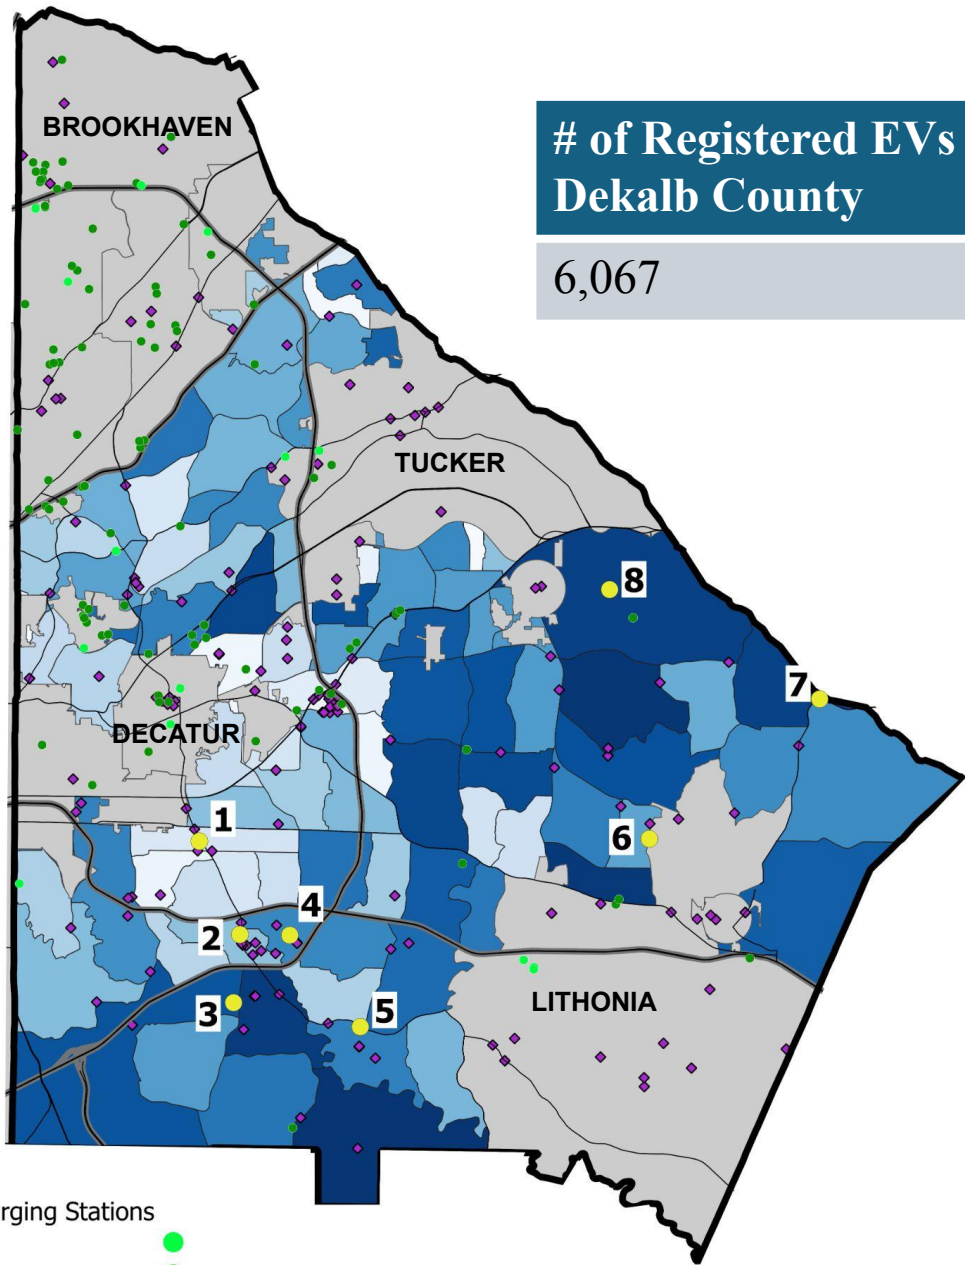 BROOKHAVEN
# of Registered EVs
Dekalb County
6,067
TUCKER
8
7
DECATUR
1
6
4
2
3
5
LITHONIA
rging Stations